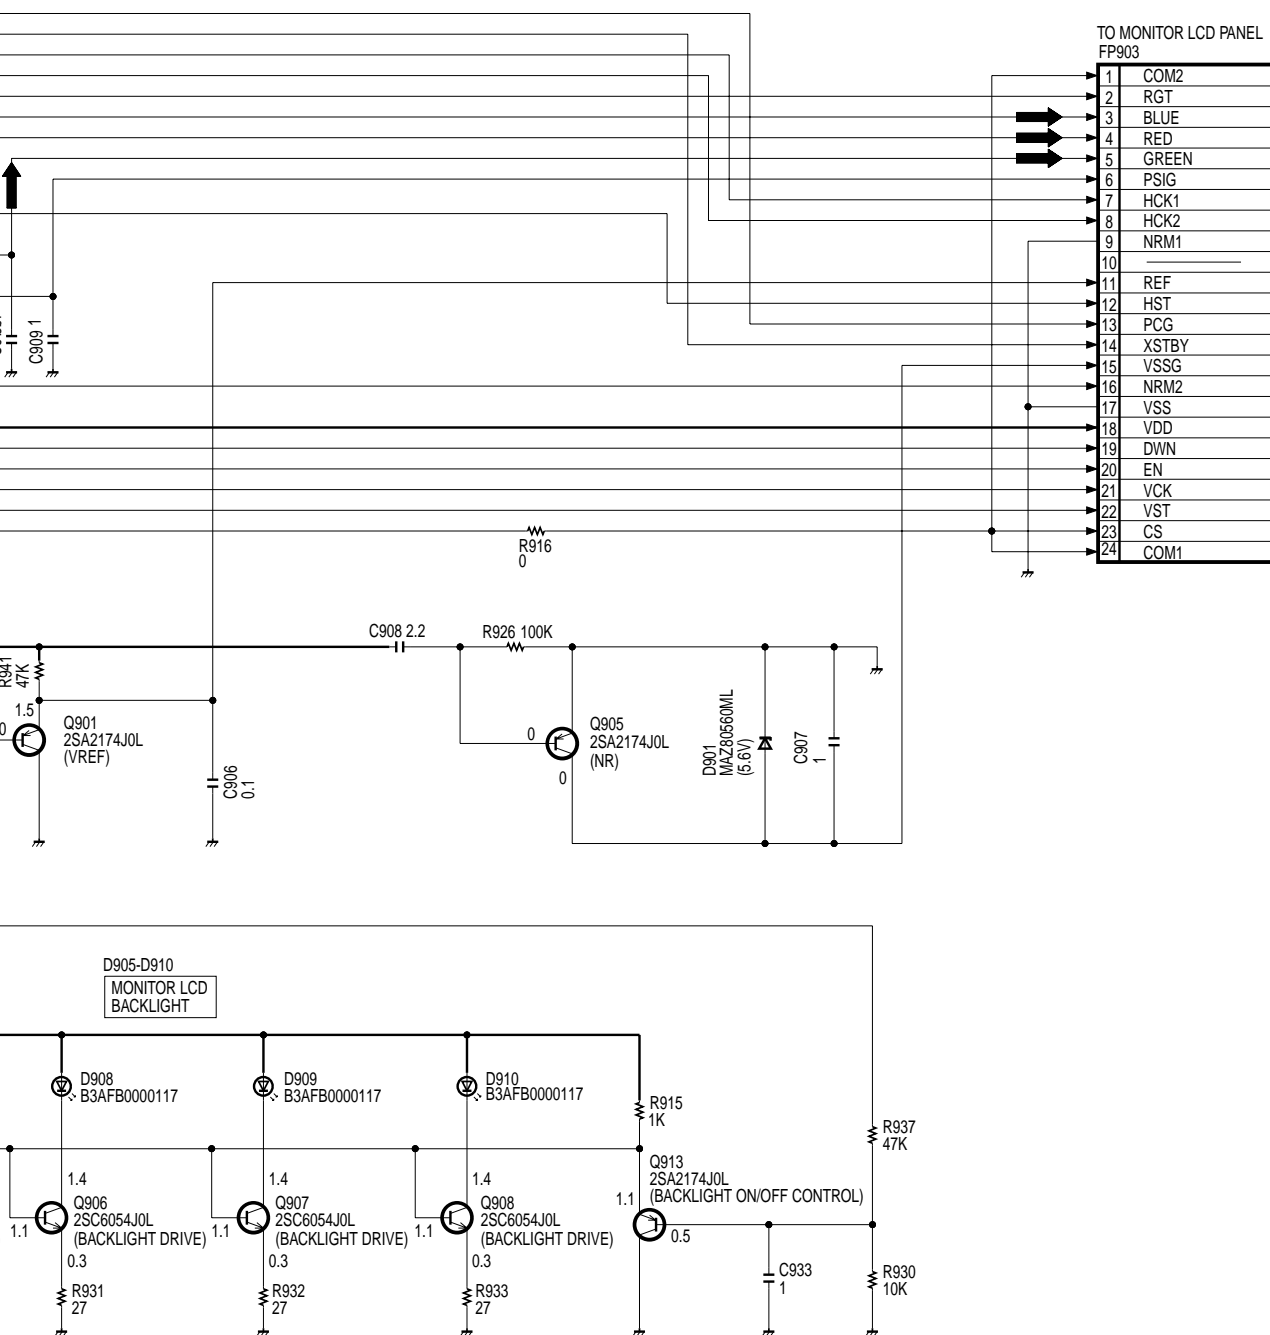 TO MONITOR LCD PANEL
FP903
1 COM2
2 RGT
3 BLUE
4 RED
5 GREEN
6 PSIG
7 HCK1
8 HCK2
9 NRM1
10
11 REF
12 HST
13 PCG
14 XSTBY
15 VSSG
16 NRM2
17 VSS
18 VDD
19 DWN
20 EN
21 VCK
22 VST
23 CS
24 COM1
C909 1
R916
0
C908 2.2
R926 100K
R941
47K
1.5
0
Q901
2SA2174J0L
(VREF)
C906
0.1
0
Q905
2SA2174J0L
(NR)
0
D901
MAZ80560ML
(5.6V)
C907
1
D905-D910
MONITOR LCD
BACKLIGHT
D908
B3AFB0000117
D909
B3AFB0000117
D910
B3AFB0000117
R915
1K
R937
47K
1.4
Q906
2SC6054J0L
(BACKLIGHT DRIVE)
1.1
0.3
R931
27
1.4
Q907
2SC6054J0L
(BACKLIGHT DRIVE)
1.1
0.3
R932
27
1.4
Q908
2SC6054J0L
(BACKLIGHT DRIVE)
1.1
0.3
R933
27
Q913
2SA2174J0L
(BACKLIGHT ON/OFF CONTROL)
1.1
0.5
C933
1
R930
10K